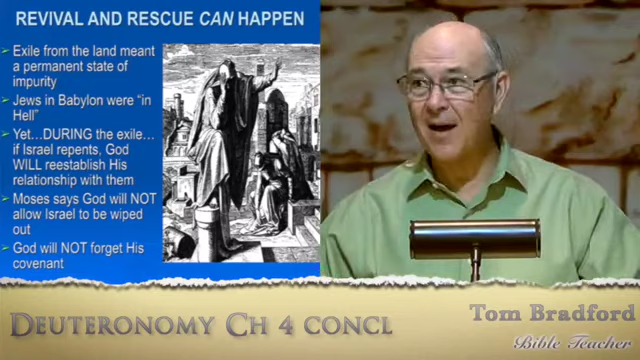 REVIVAL AND RESCUE CAN HAPPEN
Exile from the land meant
a permanent state of
impurity
Jews in Babylon were “in
Hell”
Yet…DURING the exile…
if Israel repents, God
WILL reestablish His
relationship with them
Moses says God will NOT
allow Israel to be wiped
out
God will NOT forget His
covenant
DEUTERONOMY CH 4 CONCL
Tom Bradford
Bible Teacher